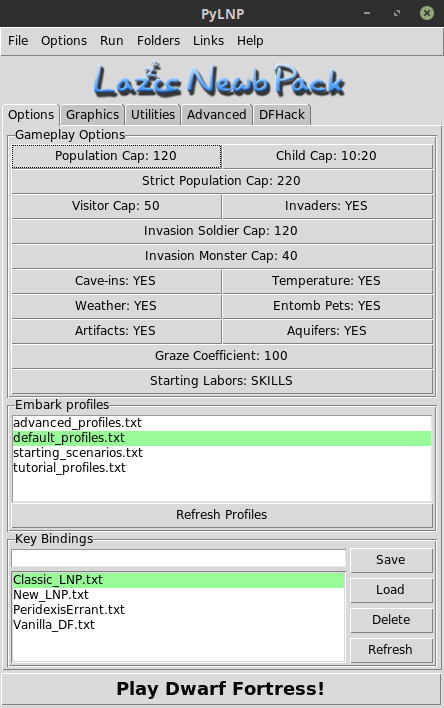 PyLNP
File Options Run Folders Links Help
Lazy Newb Pack
Options Graphics Utilities Advanced DFHack
Gameplay Options
Population Cap: 120 Child Cap: 10:20
Strict Population Cap: 220
Visitor Cap: 50 Invaders: YES
Invasion Soldier Cap: 120
Invasion Monster Cap: 40
Cave-ins: YES Temperature: YES
Weather: YES Entomb Pets: YES
Artifacts: YES Aquifers: YES
Graze Coefficient: 100
Starting Labors: SKILLS
Embark profiles
advanced_profiles.txt
default_profiles.txt
starting_scenarios.txt
tutorial_profiles.txt
Refresh Profiles
Key Bindings
Save
Classic_LNP.txt
New_LNP.txt Load
PeridexisErrant.txt
Vanilla_DF.txt Delete
Refresh
Play Dwarf Fortress!